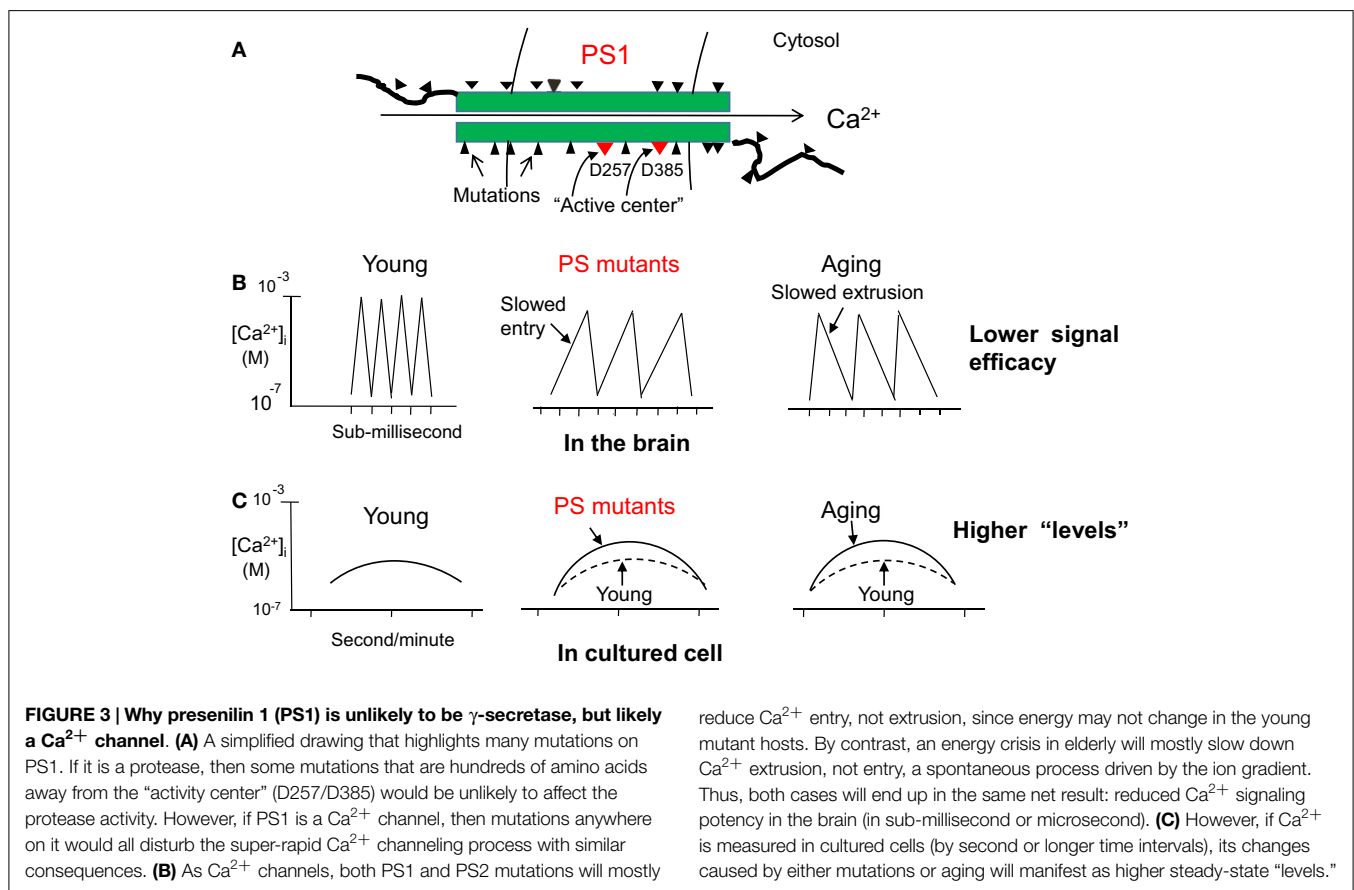 A
PS1
Cytosol
Ca2+
D257 D385
Mutations
“Active center”
B
Young
PS mutants
Aging
10-3
[Ca2+]i
(M)
10-7
Slowed
entry
Slowed extrusion
Lower signal
efficacy
Sub-millisecond
In the brain
C
10-3
Young
PS mutants
Aging
Higher “levels”
[Ca2+]i
(M)
Young
Young
10-7
Second/minute
In cultured cell
FIGURE 3 | Why presenilin 1 (PS1) is unlikely to be γ-secretase, but likely
a Ca2+ channel. (A) A simplified drawing that highlights many mutations on
PS1. If it is a protease, then some mutations that are hundreds of amino acids
away from the “activity center” (D257/D385) would be unlikely to affect the
protease activity. However, if PS1 is a Ca2+ channel, then mutations anywhere
on it would all disturb the super-rapid Ca2+ channeling process with similar
consequences. (B) As Ca2+ channels, both PS1 and PS2 mutations will mostly
reduce Ca2+ entry, not extrusion, since energy may not change in the young
mutant hosts. By contrast, an energy crisis in elderly will mostly slow down
Ca2+ extrusion, not entry, a spontaneous process driven by the ion gradient.
Thus, both cases will end up in the same net result: reduced Ca2+ signaling
potency in the brain (in sub-millisecond or microsecond). (C) However, if Ca2+
is measured in cultured cells (by second or longer time intervals), its changes
caused by either mutations or aging will manifest as higher steady-state “levels.”